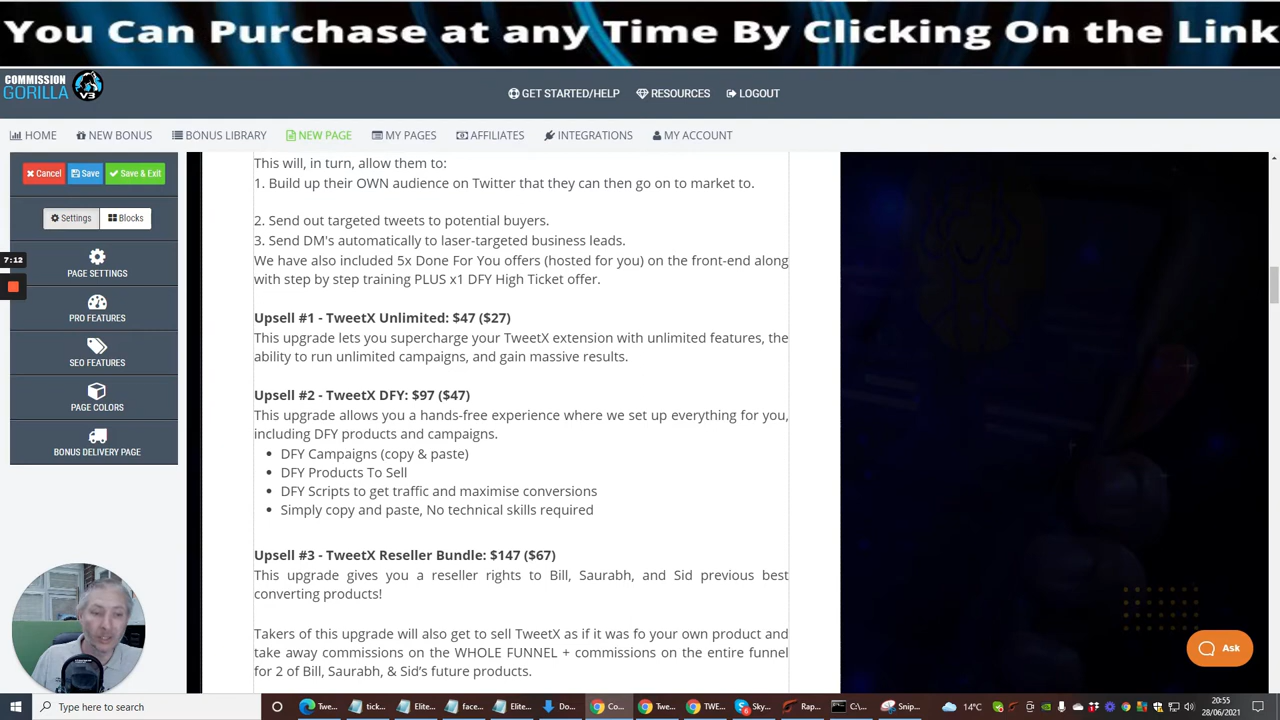 You Can Purchase at any Time By Clicking On the Link
COMMISSION
GORILLA V3
GET STARTED/HELP RESOURCES LOGOUT
HOME NEW BONUS BONUS LIBRARY NEW PAGE MY PAGES AFFILIATES INTEGRATIONS MY ACCOUNT
Cancel Save Save & Exit
Settings Blocks
PAGE SETTINGS
PRO FEATURES
SEO FEATURES
PAGE COLORS
BONUS DELIVERY PAGE
7:12
This will, in turn, allow them to:
1. Build up their OWN audience on Twitter that they can then go on to market to.
2. Send out targeted tweets to potential buyers.
3. Send DM's automatically to laser-targeted business leads.
We have also included 5x Done For You offers (hosted for you) on the front-end along
with step by step training PLUS x1 DFY High Ticket offer.
Upsell #1 - TweetX Unlimited: $47 ($27)
This upgrade lets you supercharge your TweetX extension with unlimited features, the
ability to run unlimited campaigns, and gain massive results.
Upsell #2 - TweetX DFY: $97 ($47)
This upgrade allows you a hands-free experience where we set up everything for you,
including DFY products and campaigns.
• DFY Campaigns (copy & paste)
• DFY Products To Sell
• DFY Scripts to get traffic and maximise conversions
• Simply copy and paste, No technical skills required
Upsell #3 - TweetX Reseller Bundle: $147 ($67)
This upgrade gives you a reseller rights to Bill, Saurabh, and Sid previous best
converting products!
Takers of this upgrade will also get to sell TweetX as if it was fo your own product and
take away commissions on the WHOLE FUNNEL + commissions on the entire funnel
for 2 of Bill, Saurabh, & Sid's future products.
Ask
Type here to search
Twe... tick... Elite... face... Elite... Do... Co... Twe... TWE... Sky... Rap... C:\... Snip...
14°C
20:55
28/06/2021